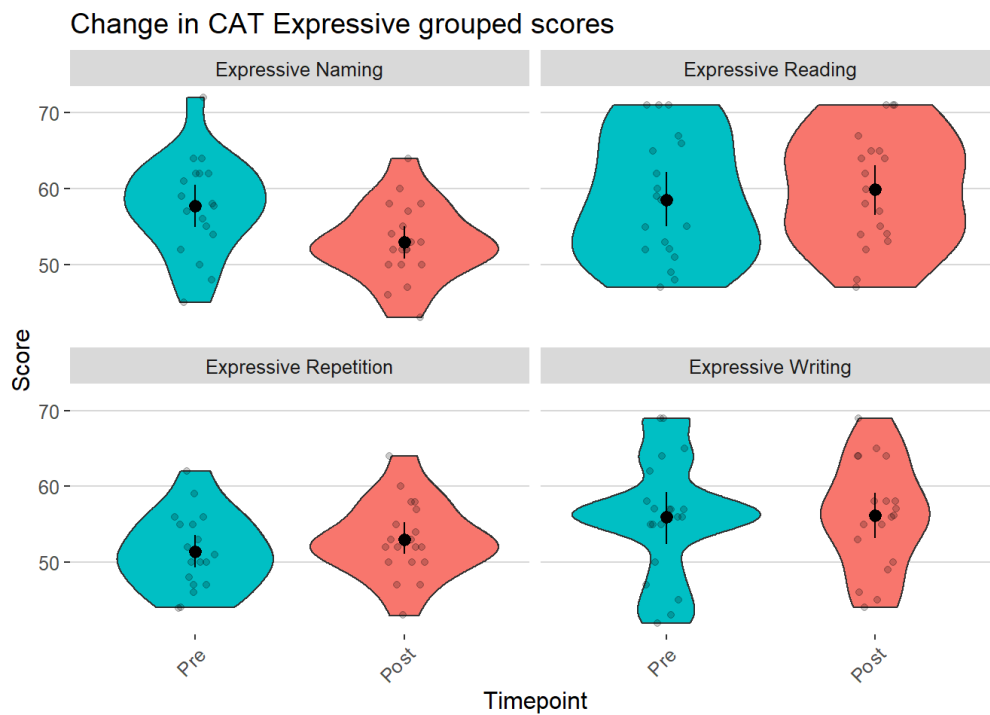 Change in CAT Expressive grouped scores
Expressive Naming
Expressive Reading
70
60
50
Expressive Repetition
Expressive Writing
70
60
50
Score
Pre
Post
Pre
Post
Timepoint